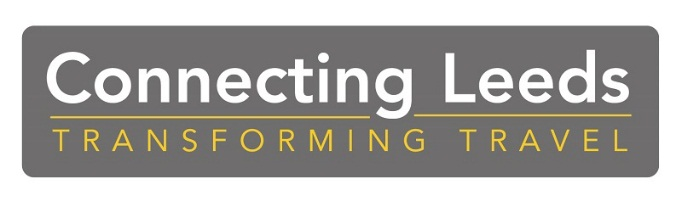 Connecting Leeds
TRANSFORMING TRAVEL